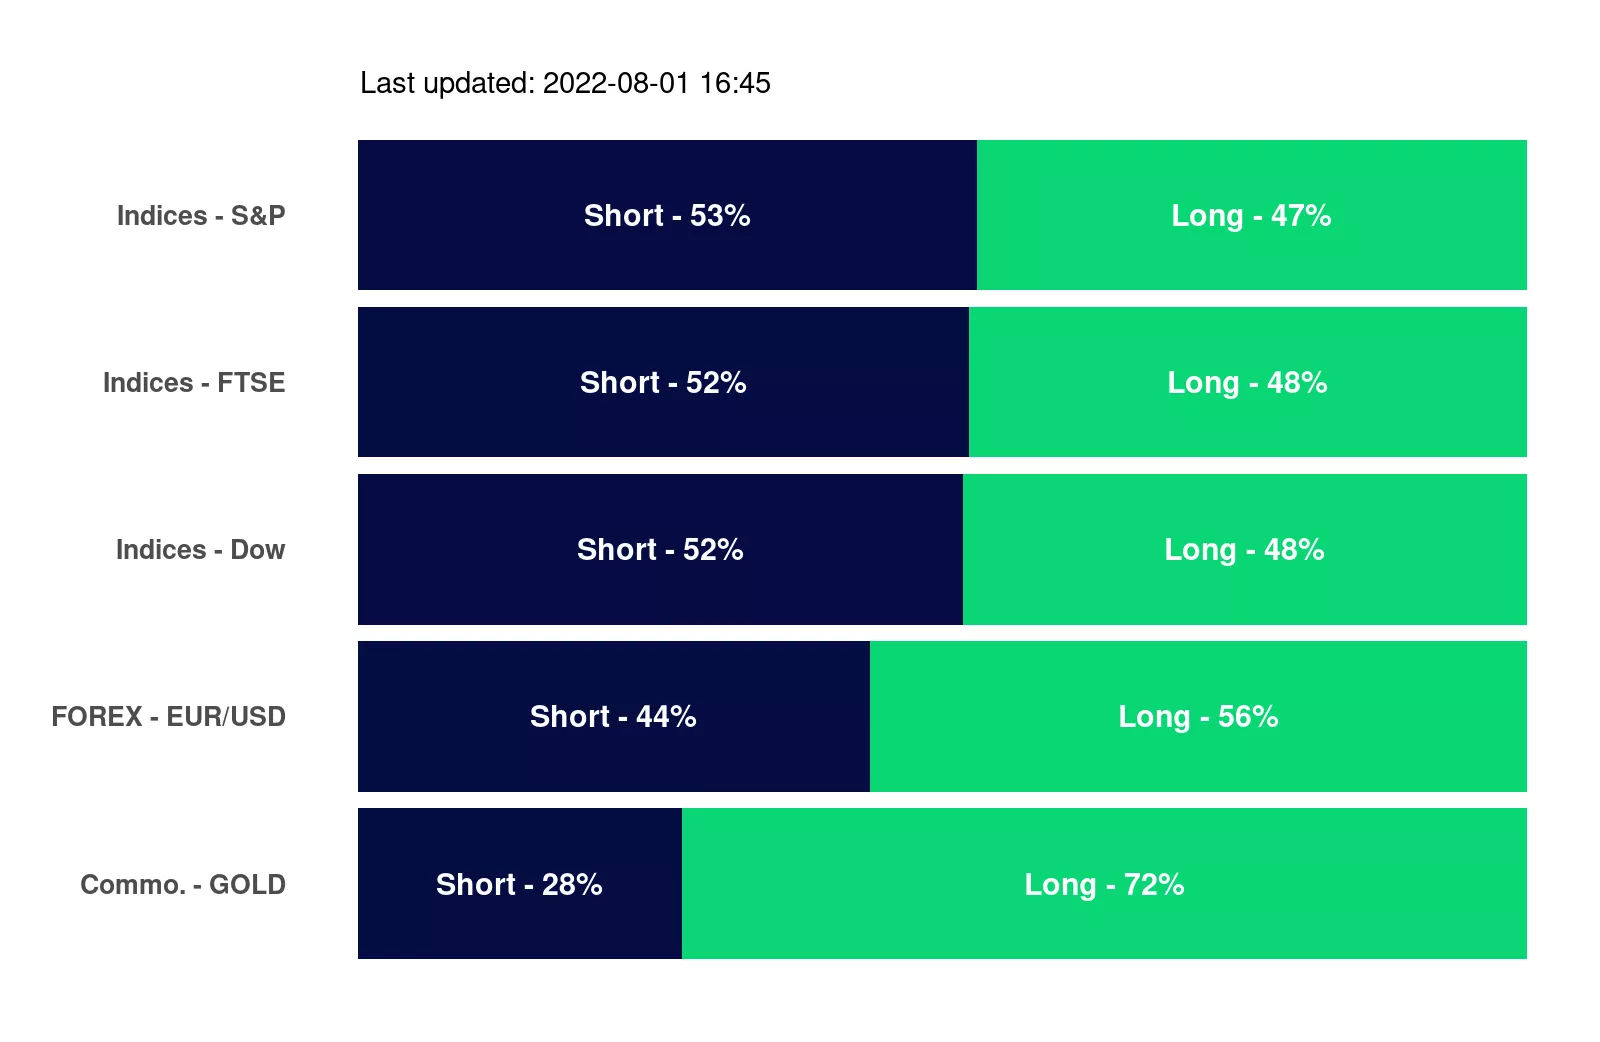 Last updated: 2022-08-01 16:45
Indices - S&P Short - 53% Long - 47%
Indices - FTSE Short - 52% Long - 48%
Indices - Dow Short - 52% Long - 48%
FOREX - EUR/USD Short - 44% Long - 56%
Commo. - GOLD Short - 28% Long - 72%